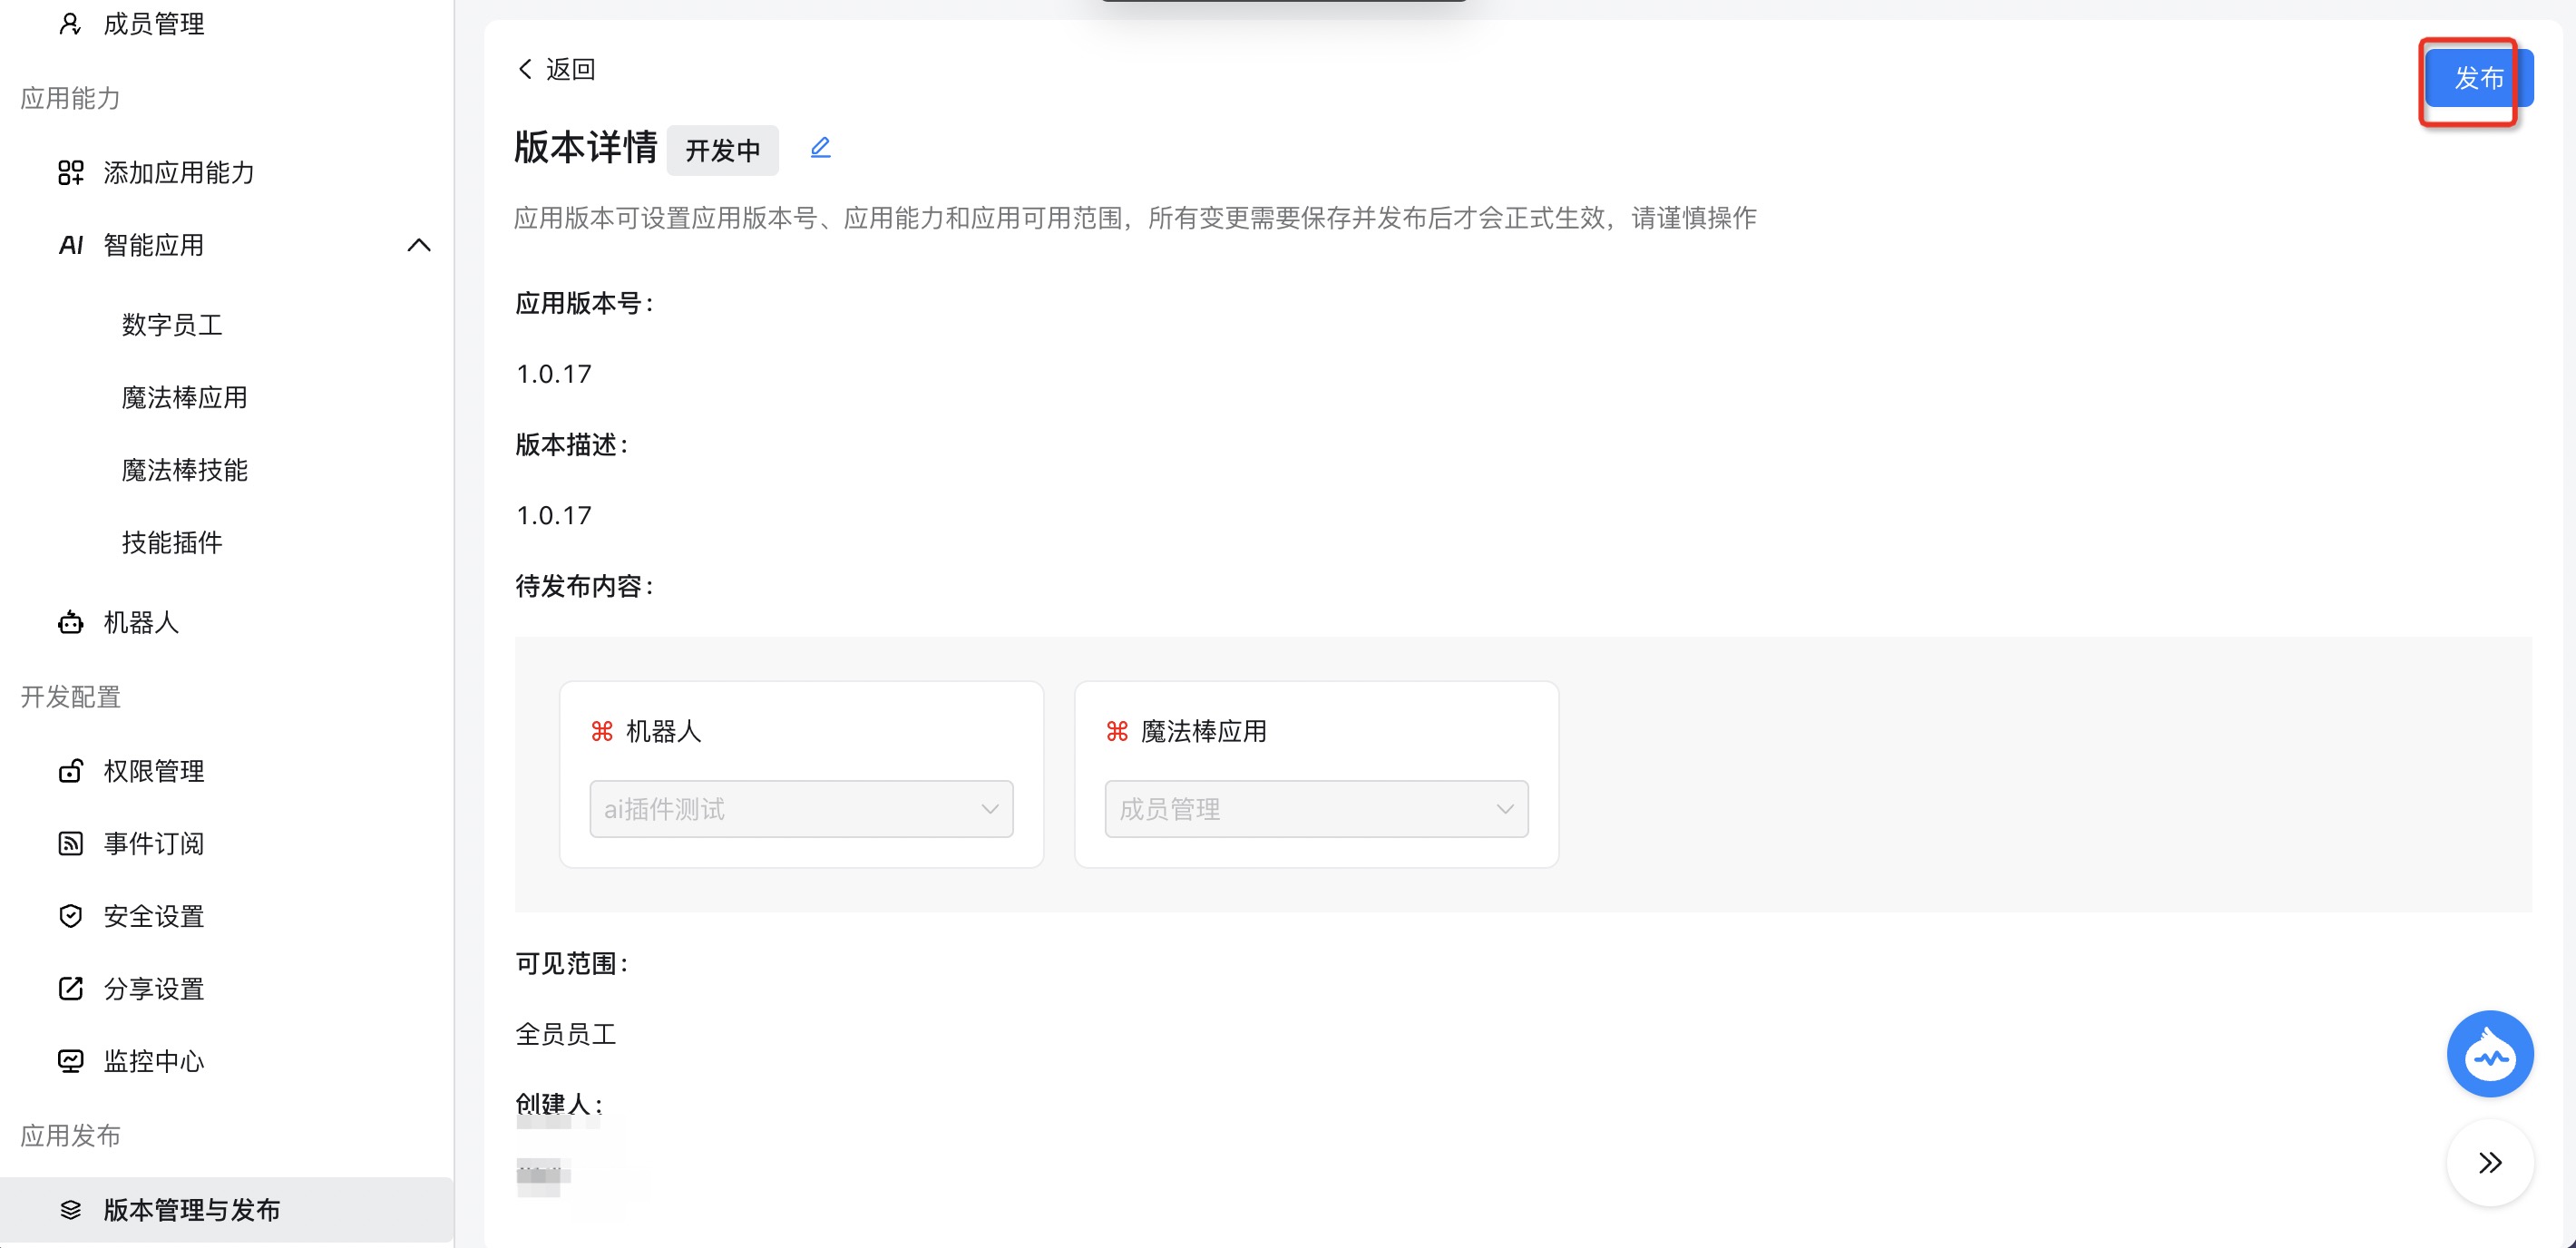 成员管理
应用能力
添加应用能力
AI 智能应用
数字员工
魔法棒应用
魔法棒技能
技能插件
机器人
开发配置
权限管理
事件订阅
安全设置
分享设置
监控中心
应用发布
版本管理与发布
返回
发布
版本详情 开发中
应用版本可设置应用版本号、应用能力和应用可用范围，所有变更需要保存并发布后才会正式生效，请谨慎操作
应用版本号：
1.0.17
版本描述：
1.0.17
待发布内容：
机器人
ai插件测试
魔法棒应用
成员管理
可见范围：
全员员工
创建人：